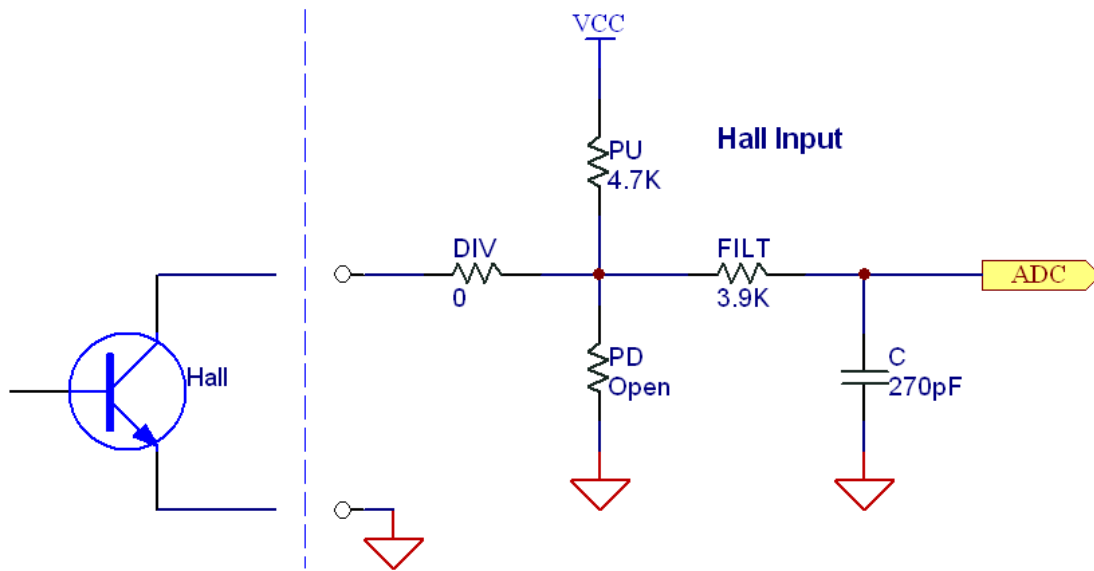 VCC
PU
4.7K
Hall Input
DIV
0
FILT
3.9K
ADC
Hall
PD
Open
C
270pF